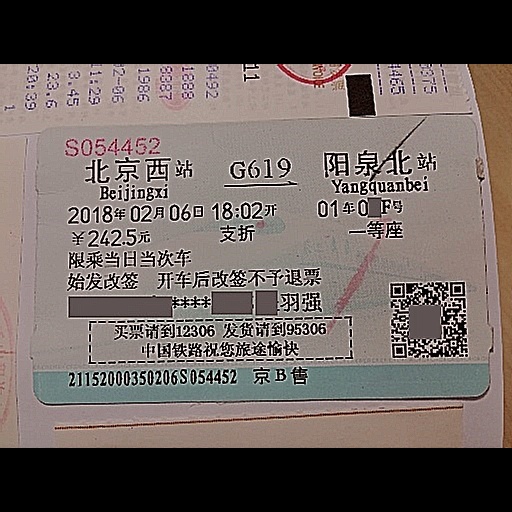 S054452
北京西站 G619 阳泉北站
Beijingxi Yangquanbei
2018年02月06日 18:02开 01车0 F号
￥242.5元 支折 一等座
限乘当日当次车
始发改签 开车后改签不予退票
**** 羽强
买票请到12306 发货请到95306
中国铁路祝您旅途愉快
21152000350206S054452 京B售